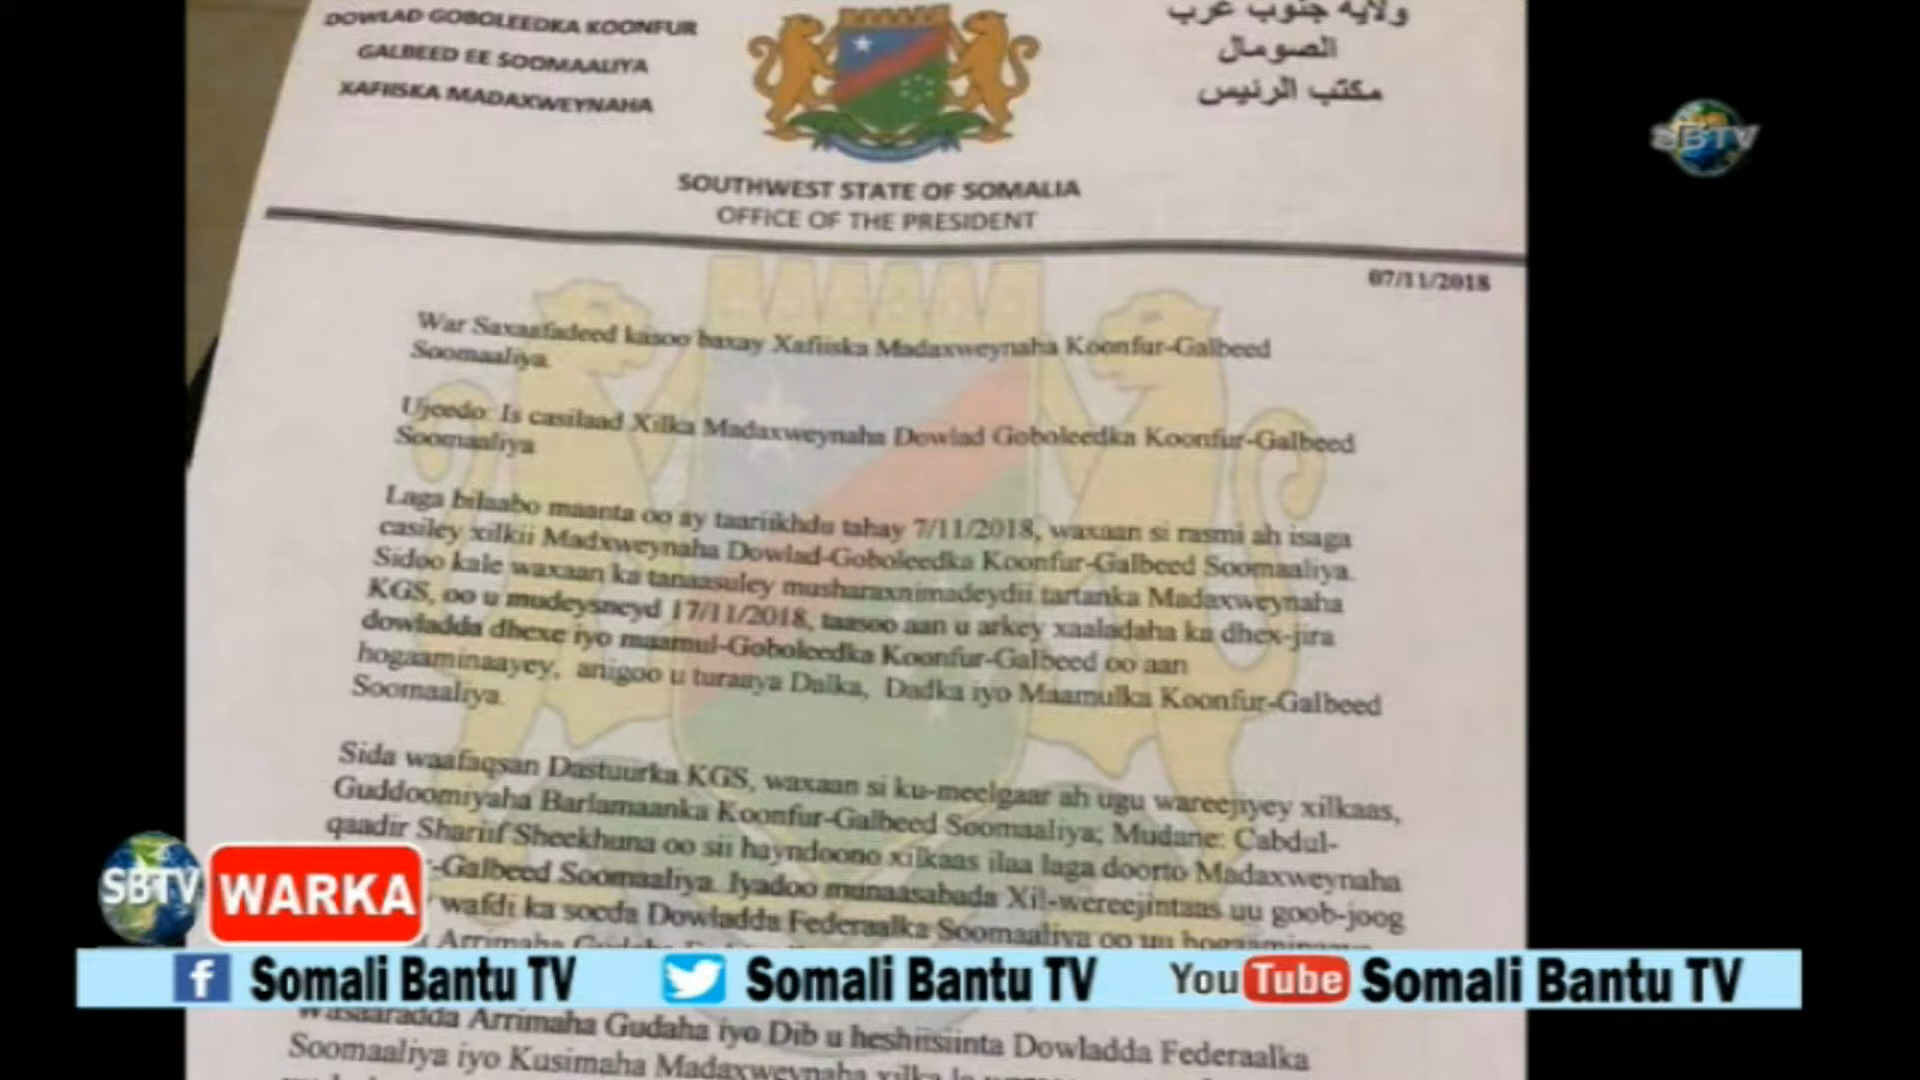 DOWLAD GOBOLEEDKA KOONFUR
GALBEED EE SOOMAALIYA
XAFIISKA MADAXWEYNAHA
ولاية جنوب غرب
الصومال
مكتب الرئيس
SBTV
SOUTHWEST STATE OF SOMALIA
OFFICE OF THE PRESIDENT
07/11/2018
War Saxaafadeed kasoo baxay Xafiiska Madaxweynaha Koonfur-Galbeed
Soomaaliya.
Ujeedo: Is casilaad Xilka Madaxweynaha Dowlad Goboleedka Koonfur-Galbeed
Soomaaliya
Laga bilaabo maanta oo ay taariikhdu tahay 7/11/2018, waxaan si rasmi ah isaga
casiley xilkii Madxweynaha Dowlad-Goboleedka Koonfur-Galbeed Soomaaliya.
Sidoo kale waxaan ka tanaasuley musharaxnimadeydii tartanka Madaxweynaha
KGS, oo u mudeysneyd 17/11/2018, taasoo aan u arkey xaaladaha ka dhex-jira
dowladda dhexe iyo maamul-Goboleedka Koonfur-Galbeed oo aan
hogaaminaayey, anigoo u turaaya Dalka, Dadka iyo Maamulka Koonfur-Galbeed
Soomaaliya.
Sida waafaqsan Dastuurka KGS, waxaan si ku-meelgaar ah ugu wareejiyey xilkaas,
Guddoomiyaha Barlamaanka Koonfur-Galbeed Soomaaliya; Mudane: Cabdul-
qaadir Shariif Sheekhuna oo sii hayndoono xilkaas ilaa laga doorto Madaxweynaha
-Galbeed Soomaaliya. Iyadoo munaasabada Xil-wereejintaas uu goob-joog
wafdi ka socda Dowladda Federaalka Soomaaliya oo uu hogaaminaayo
Arrimaha Gudaha
SBTV WARKA
f Somali Bantu TV Somali Bantu TV YouTube Somali Bantu TV
Wasaaradda Arrimaha Gudaha iyo Dib u heshiisiinta Dowladda Federaalka
Soomaaliya iyo Kusimaha Madaxweynaha xilka